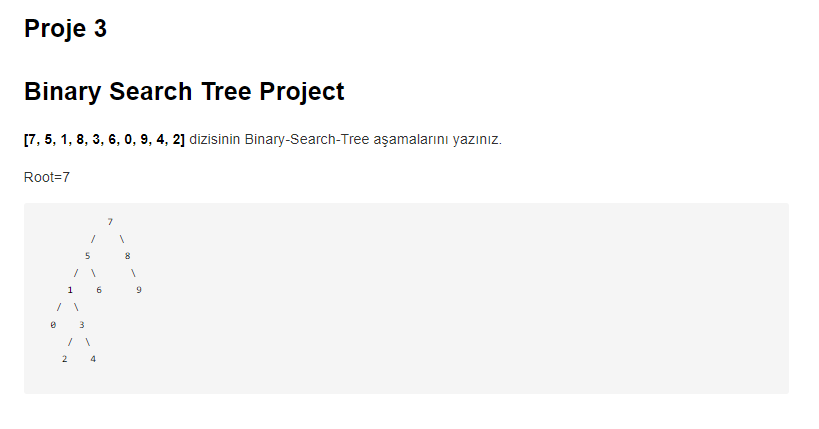 Proje 3
Binary Search Tree Project
[7, 5, 1, 8, 3, 6, 0, 9, 4, 2] dizisinin Binary-Search-Tree aşamalarını yazınız.
Root=7
7
/ \
5 8
/ \ \
1 6 9
/ \
0 3
/ \
2 4